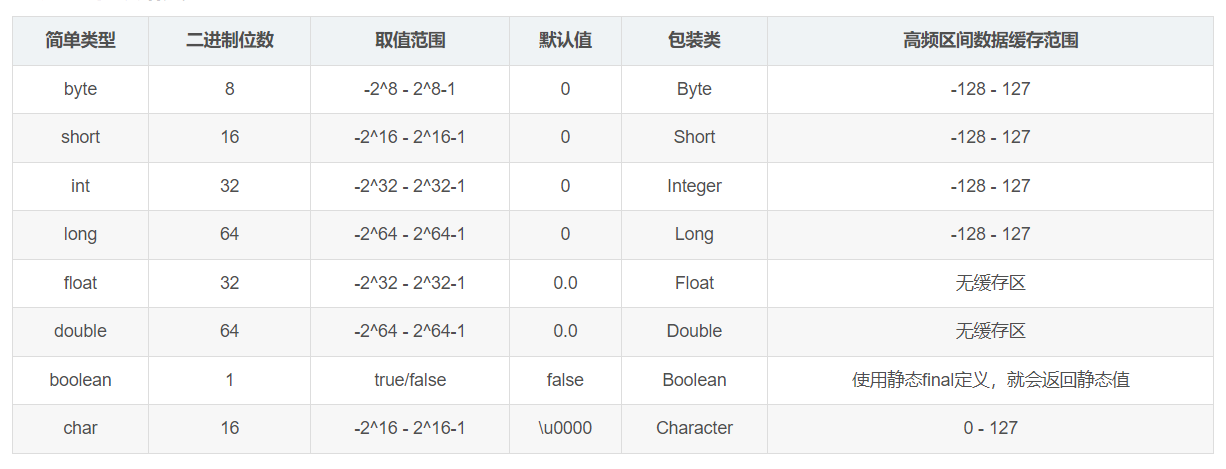 简单类型 二进制位数 取值范围 默认值 包装类 高频区间数据缓存范围
byte 8 -2^8 - 2^8-1 0 Byte -128 - 127
short 16 -2^16 - 2^16-1 0 Short -128 - 127
int 32 -2^32 - 2^32-1 0 Integer -128 - 127
long 64 -2^64 - 2^64-1 0 Long -128 - 127
float 32 -2^32 - 2^32-1 0.0 Float 无缓存区
double 64 -2^64 - 2^64-1 0.0 Double 无缓存区
boolean 1 true/false false Boolean 使用静态final定义，就会返回静态值
char 16 -2^16 - 2^16-1 \u0000 Character 0 - 127